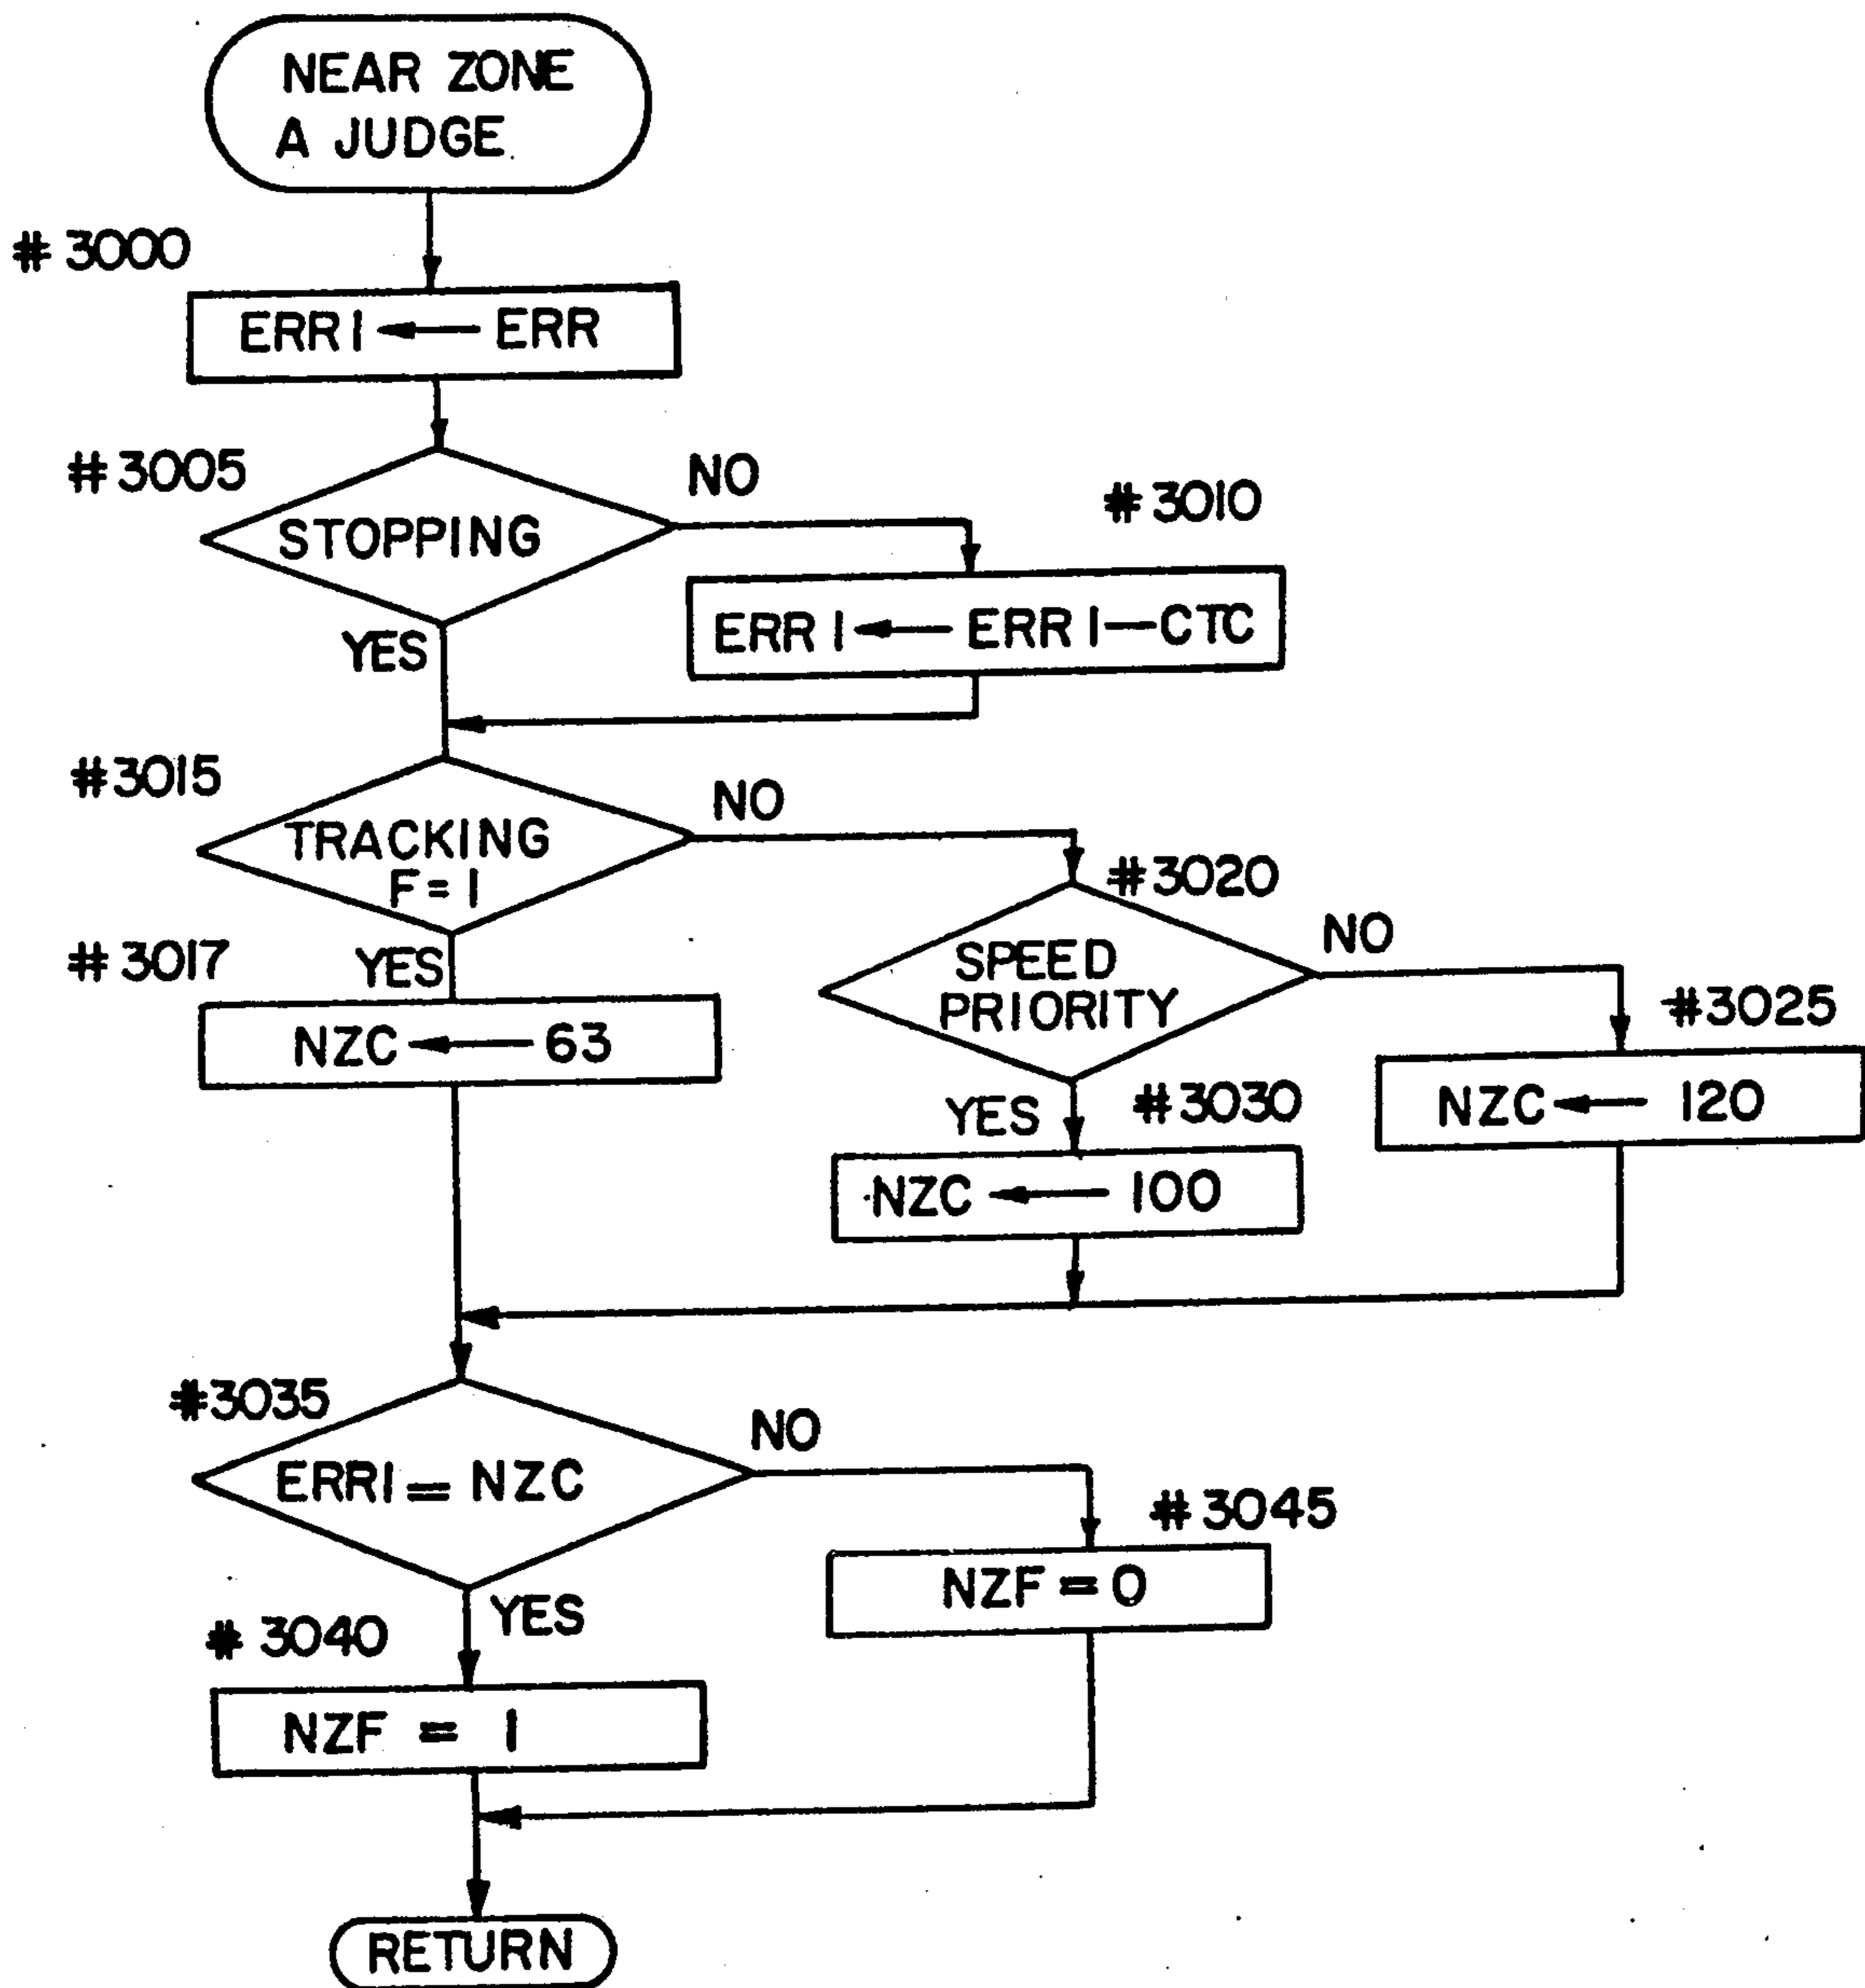 NEAR ZONE
A JUDGE
#3000
ERR1 ← ERR
#3005
STOPPING
NO
YES
#3010
ERR1 ← ERR1—CTC
#3015
TRACKING
F=1
NO
#3017
YES
NZC ← 63
#3020
SPEED
PRIORITY
NO
#3025
NZC ← 120
YES
#3030
NZC ← 100
#3035
ERR1 = NZC
NO
#3045
NZF = 0
YES
#3040
NZF = 1
RETURN